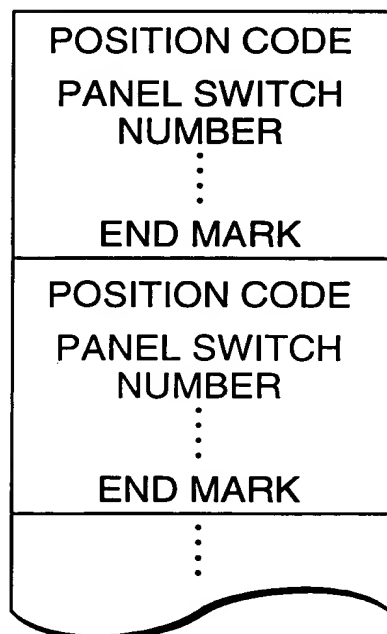 POSITION CODE
PANEL SWITCH
NUMBER
END MARK
POSITION CODE
PANEL SWITCH
NUMBER
END MARK